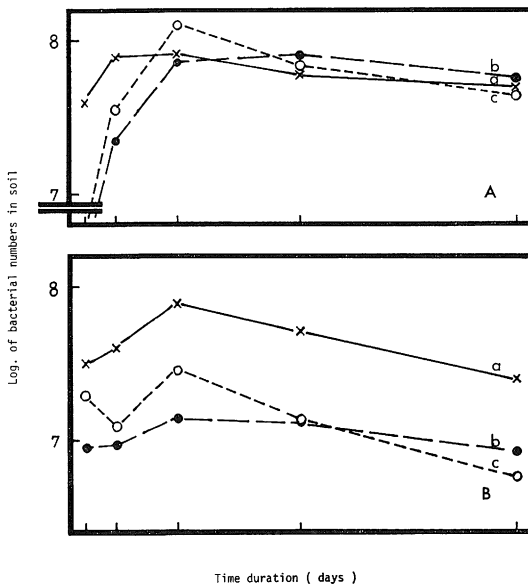 8
7
b
a
c
A
Log. of bacterial numbers in soil
8
7
a
b
c
B
Time duration ( days )